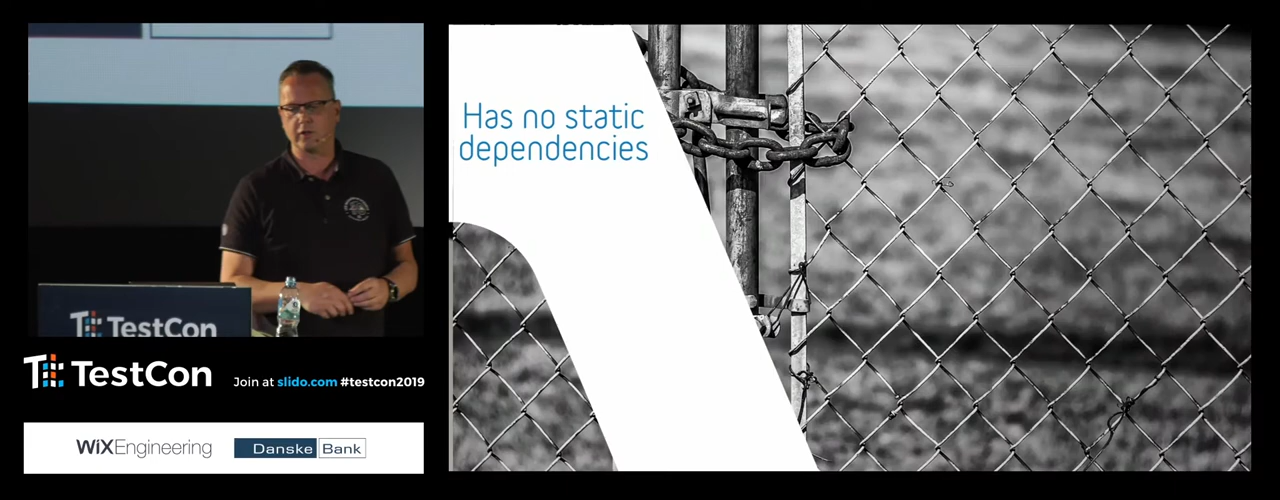 Has no static
dependencies
TestCon
TestCon
Join at slido.com #testcon2019
WiXEngineering
Danske Bank